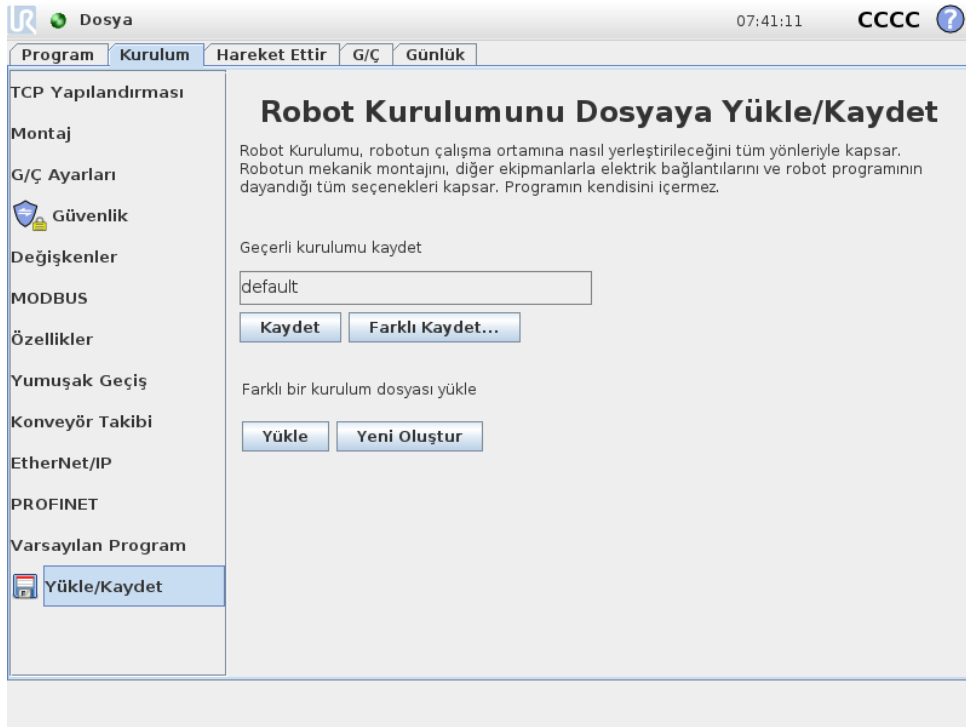 UR Dosya 07:41:11 CCCC ?
Program Kurulum Hareket Ettir G/Ç Günlük
TCP Yapılandırması
Montaj
G/Ç Ayarları
Güvenlik
Değişkenler
MODBUS
Özellikler
Yumuşak Geçiş
Konveyör Takibi
EtherNet/IP
PROFINET
Varsayılan Program
Yükle/Kaydet
Robot Kurulumunu Dosyaya Yükle/Kaydet
Robot Kurulumu, robotun çalışma ortamına nasıl yerleştirileceğini tüm yönleriyle kapsar.
Robotun mekanik montajını, diğer ekipmanlarla elektrik bağlantılarını ve robot programının
dayandığı tüm seçenekleri kapsar. Programın kendisini içermez.
Geçerli kurulumu kaydet
default
Kaydet Farklı Kaydet...
Farklı bir kurulum dosyası yükle
Yükle Yeni Oluştur